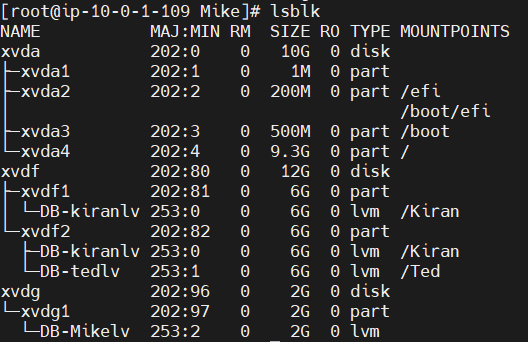 [root@ip-10-0-1-109 Mike]# lsblk
NAME           MAJ:MIN RM   SIZE RO TYPE MOUNTPOINTS
xvda           202:0    0    10G  0 disk
├─xvda1        202:1    0     1M  0 part
├─xvda2        202:2    0   200M  0 part /efi
│                                        /boot/efi
├─xvda3        202:3    0   500M  0 part /boot
└─xvda4        202:4    0   9.3G  0 part /
xvdf           202:80   0    12G  0 disk
├─xvdf1        202:81   0     6G  0 part
│ └─DB-kiranlv 253:0    0     6G  0 lvm  /Kiran
└─xvdf2        202:82   0     6G  0 part
  ├─DB-kiranlv 253:0    0     6G  0 lvm  /Kiran
  └─DB-tedlv   253:1    0     6G  0 lvm  /Ted
xvdg           202:96   0     2G  0 disk
└─xvdg1        202:97   0     2G  0 part
  └─DB-Mikelv  253:2    0     2G  0 lvm